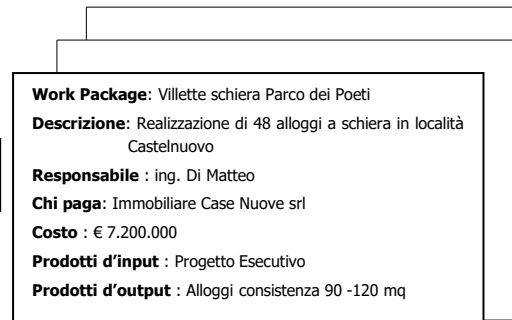 Work Package: Villette schiera Parco dei Poeti
Descrizione: Realizzazione di 48 alloggi a schiera in località
Castelnuovo
Responsabile : ing. Di Matteo
Chi paga: Immobiliare Case Nuove srl
Costo : € 7.200.000
Prodotti d'input : Progetto Esecutivo
Prodotti d'output : Alloggi consistenza 90 -120 mq